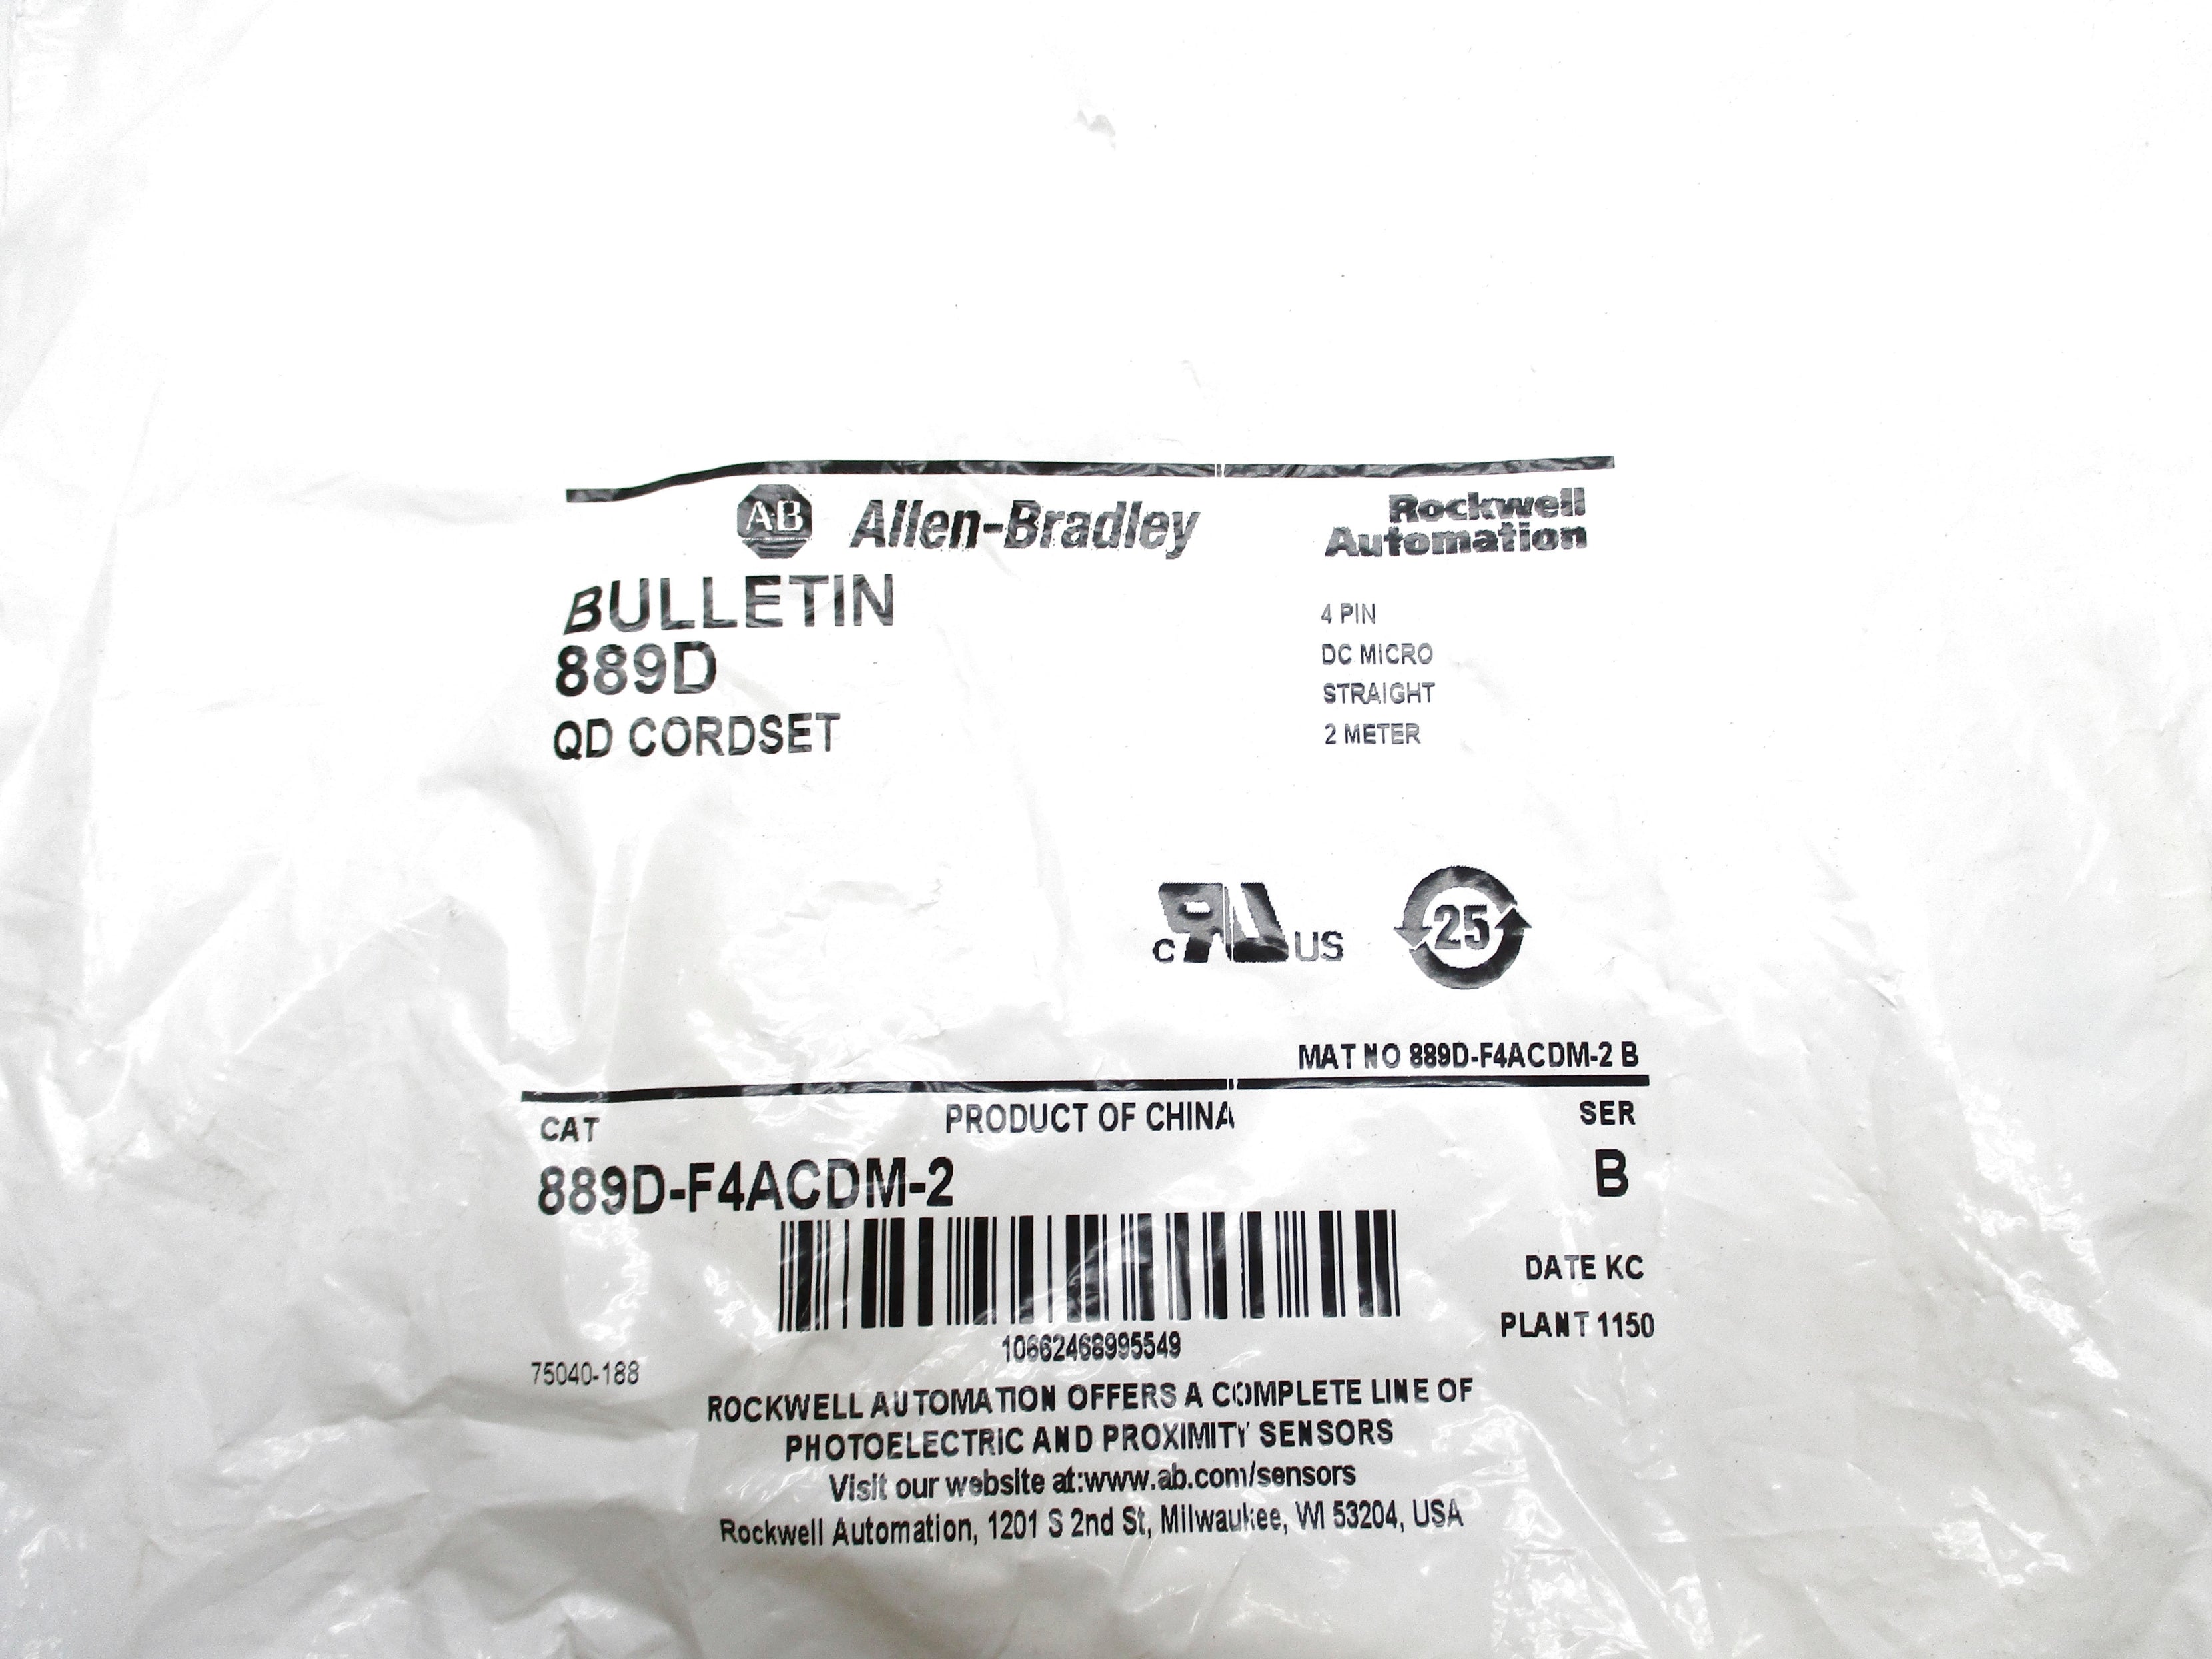 AB Allen-Bradley
Rockwell
Automation
BULLETIN
889D
QD CORDSET
4 PIN
DC MICRO
STRAIGHT
2 METER
c RU US
25
MAT NO 889D-F4ACDM-2 B
CAT
PRODUCT OF CHINA
SER
889D-F4ACDM-2
B
DATE KC
PLANT 1150
10662468995549
75040-188
ROCKWELL AUTOMATION OFFERS A COMPLETE LINE OF
PHOTOELECTRIC AND PROXIMITY SENSORS
Visit our website at:www.ab.com/sensors
Rockwell Automation, 1201 S 2nd St, Milwaukee, WI 53204, USA